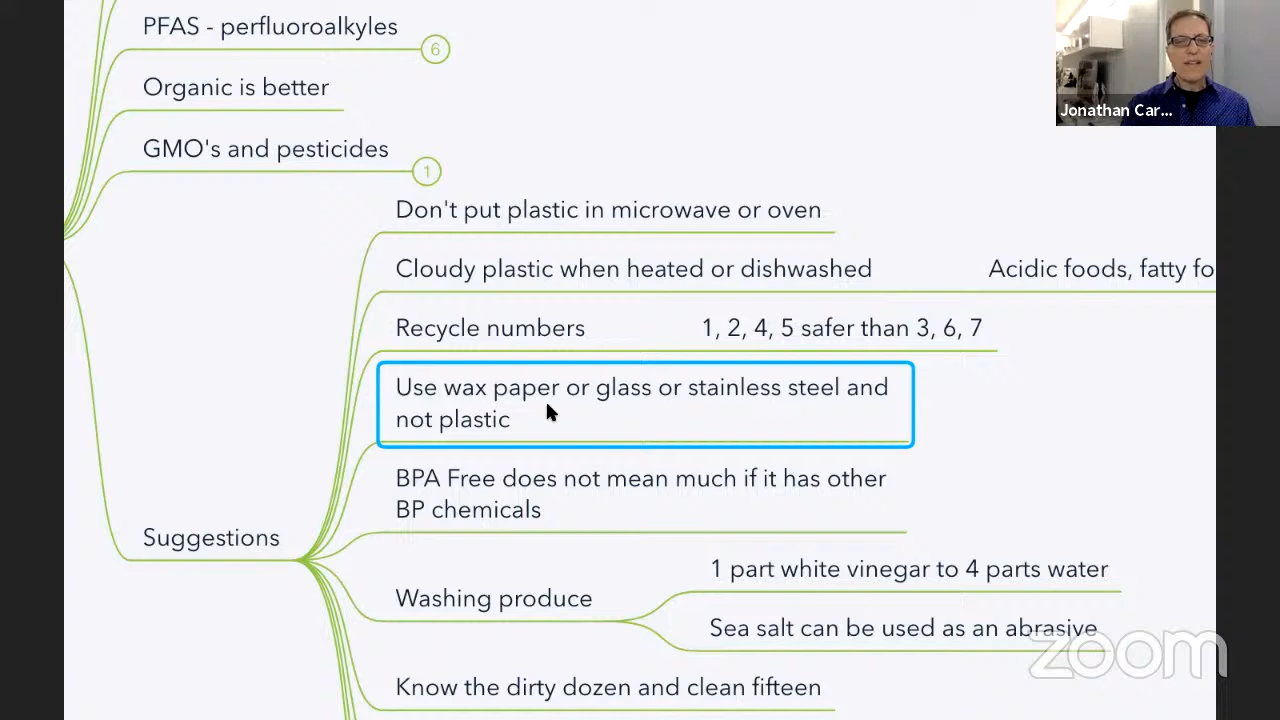 PFAS - perfluoroalkyles
6
Jonathan Car...
Organic is better
GMO's and pesticides
1
Don't put plastic in microwave or oven
Cloudy plastic when heated or dishwashed
Acidic foods, fatty fo
Recycle numbers
1, 2, 4, 5 safer than 3, 6, 7
Use wax paper or glass or stainless steel and
not plastic
BPA Free does not mean much if it has other
BP chemicals
Suggestions
Washing produce
1 part white vinegar to 4 parts water
Sea salt can be used as an abrasive
Know the dirty dozen and clean fifteen
zoom